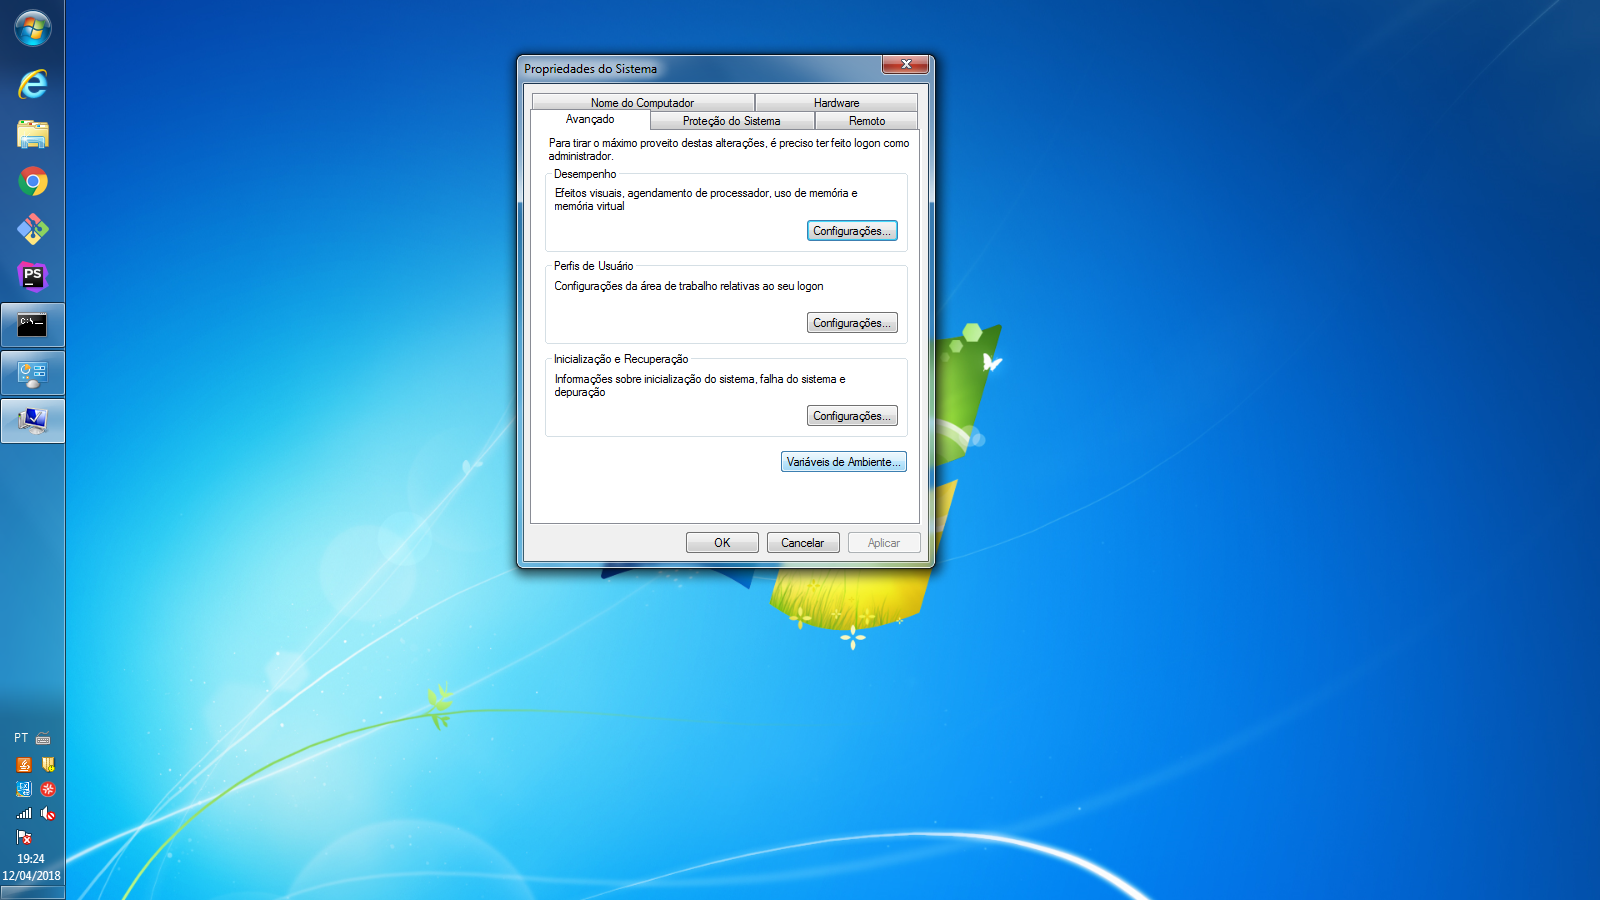 Propriedades do Sistema
Nome do Computador
Hardware
Avançado
Proteção do Sistema
Remoto
Para tirar o máximo proveito destas alterações, é preciso ter feito logon como
administrador.
Desempenho
Efeitos visuais, agendamento de processador, uso de memória e
memória virtual
Configurações...
Perfis de Usuário
Configurações da área de trabalho relativas ao seu logon
Configurações...
Inicialização e Recuperação
Informações sobre inicialização do sistema, falha do sistema e
depuração
Configurações...
Variáveis de Ambiente...
OK
Cancelar
Aplicar
PS
C:\
PT
19:24
12/04/2018